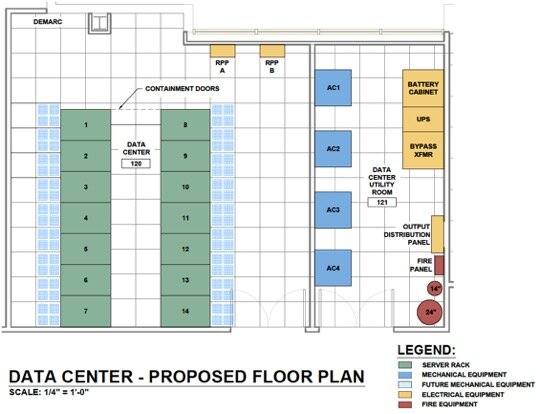 DEMARC
RPP
A
RPP
B
CONTAINMENT DOORS
1
2
3
4
5
6
7
DATA
CENTER
120
8
9
10
11
12
13
14
AC1
AC2
AC3
AC4
DATA
CENTER
UTILITY
ROOM
121
BATTERY
CABINET
UPS
BYPASS
XFMR
OUTPUT
DISTRIBUTION
PANEL
FIRE
PANEL
14"
24"
DATA CENTER - PROPOSED FLOOR PLAN
SCALE: 1/4" = 1'-0"
LEGEND:
SERVER RACK
MECHANICAL EQUIPMENT
FUTURE MECHANICAL EQUIPMENT
ELECTRICAL EQUIPMENT
FIRE EQUIPMENT